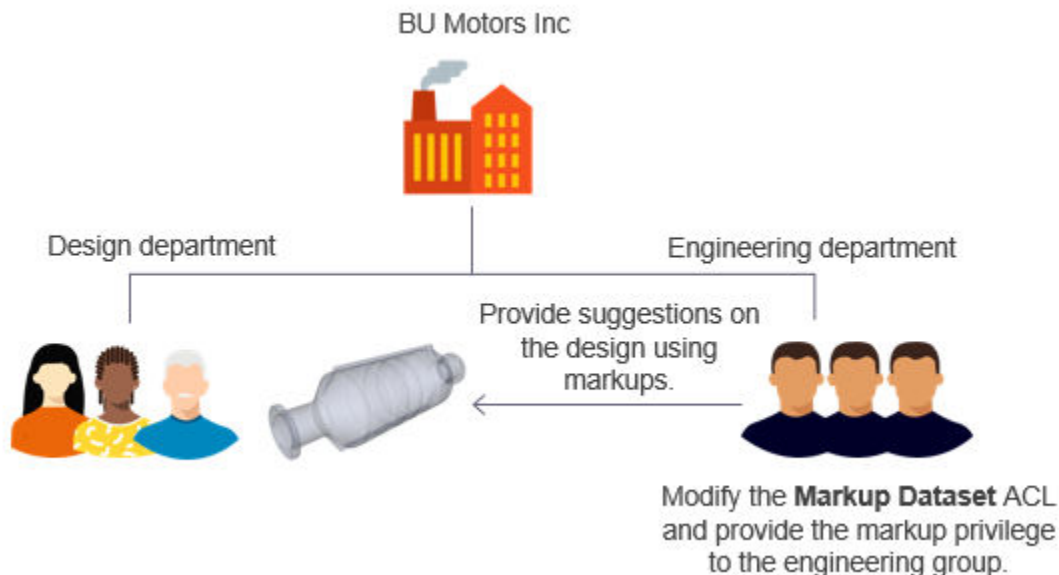 BU Motors Inc
Design department
Engineering department
Provide suggestions on
the design using
markups.
Modify the Markup Dataset ACL
and provide the markup privilege
to the engineering group.